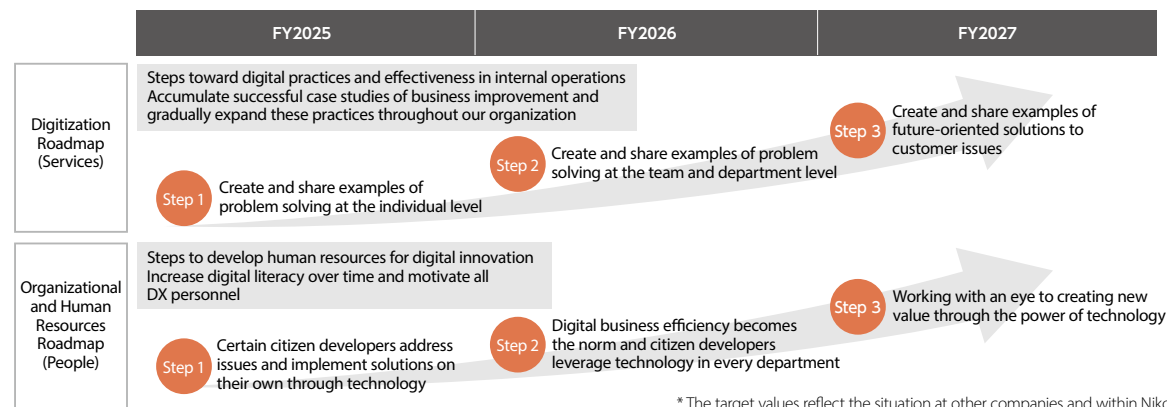 FY2025
FY2026
FY2027
Digitization
Roadmap
(Services)
Steps toward digital practices and effectiveness in internal operations
Accumulate successful case studies of business improvement and
gradually expand these practices throughout our organization
Step 1
Create and share examples of
problem solving at the individual level
Step 2
Create and share examples of problem
solving at the team and department level
Step 3
Create and share examples of
future-oriented solutions to
customer issues
Organizational
and Human
Resources
Roadmap
(People)
Steps to develop human resources for digital innovation
Increase digital literacy over time and motivate all
DX personnel
Step 1
Certain citizen developers address
issues and implement solutions on
their own through technology
Step 2
Digital business efficiency becomes
the norm and citizen developers
leverage technology in every department
Step 3
Working with an eye to creating new
value through the power of technology
* The target values reflect the situation at other companies and within